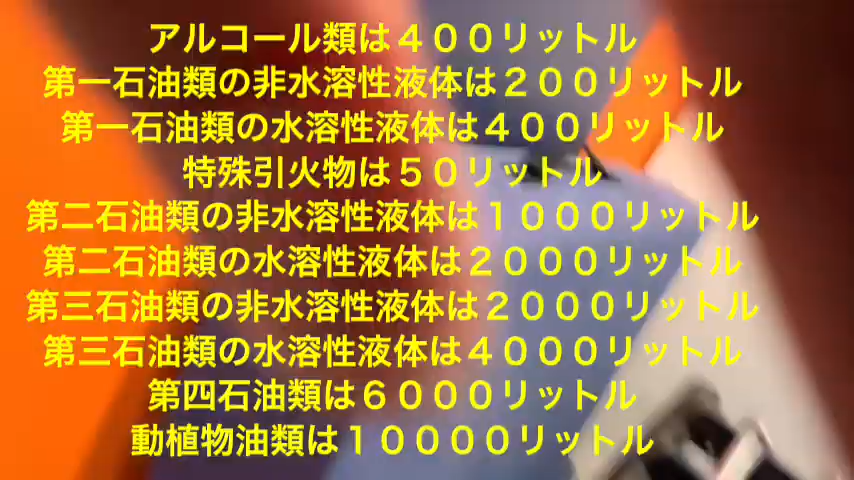 アルコール類は４００リットル
第一石油類の非水溶性液体は２００リットル
第一石油類の水溶性液体は４００リットル
特殊引火物は５０リットル
第二石油類の非水溶性液体は１０００リットル
第二石油類の水溶性液体は２０００リットル
第三石油類の非水溶性液体は２０００リットル
第三石油類の水溶性液体は４０００リットル
第四石油類は６０００リットル
動植物油類は１００００リットル